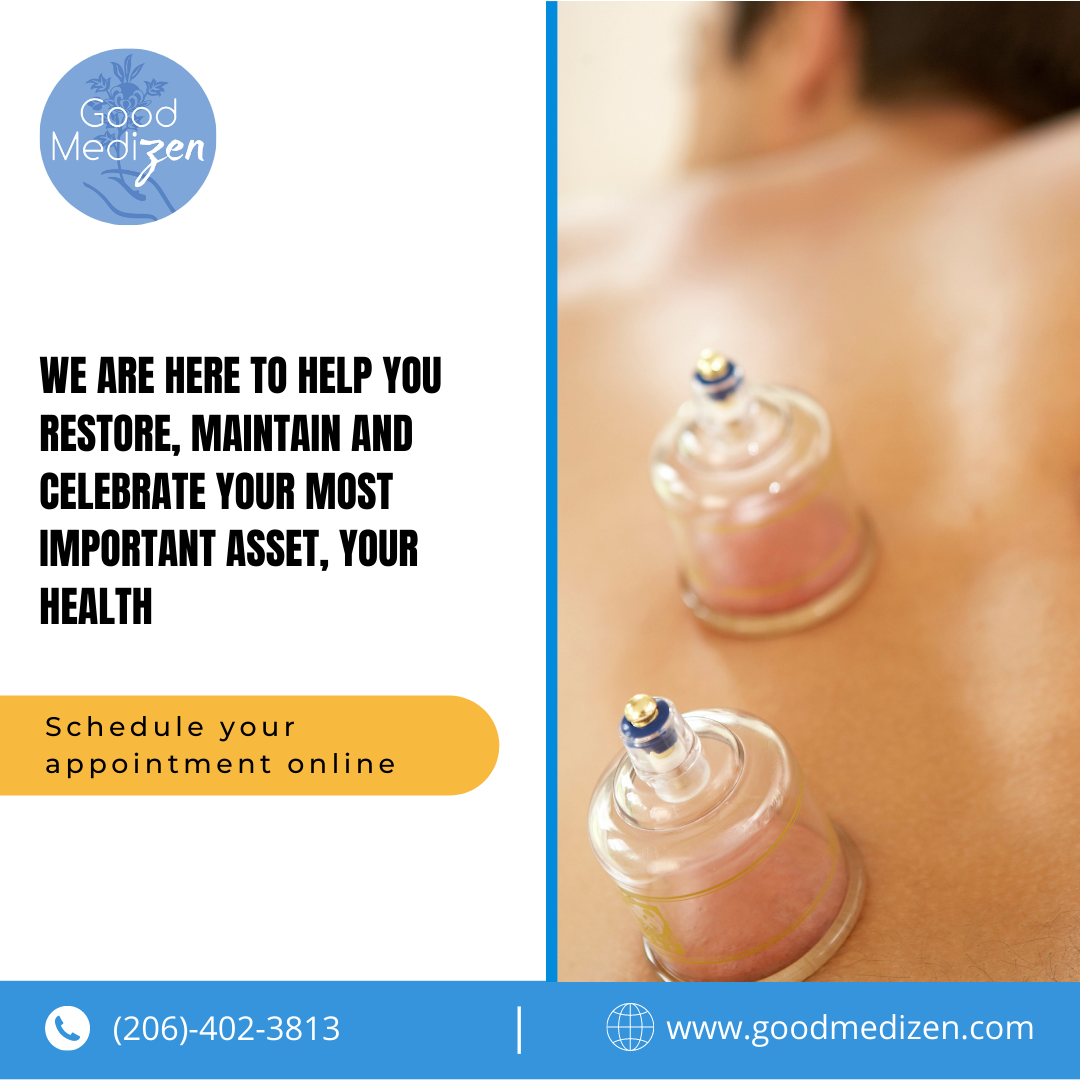 Good
Medizen
WE ARE HERE TO HELP YOU
RESTORE, MAINTAIN AND
CELEBRATE YOUR MOST
IMPORTANT ASSET, YOUR
HEALTH
Schedule your
appointment online
(206)-402-3813 | www.goodmedizen.com